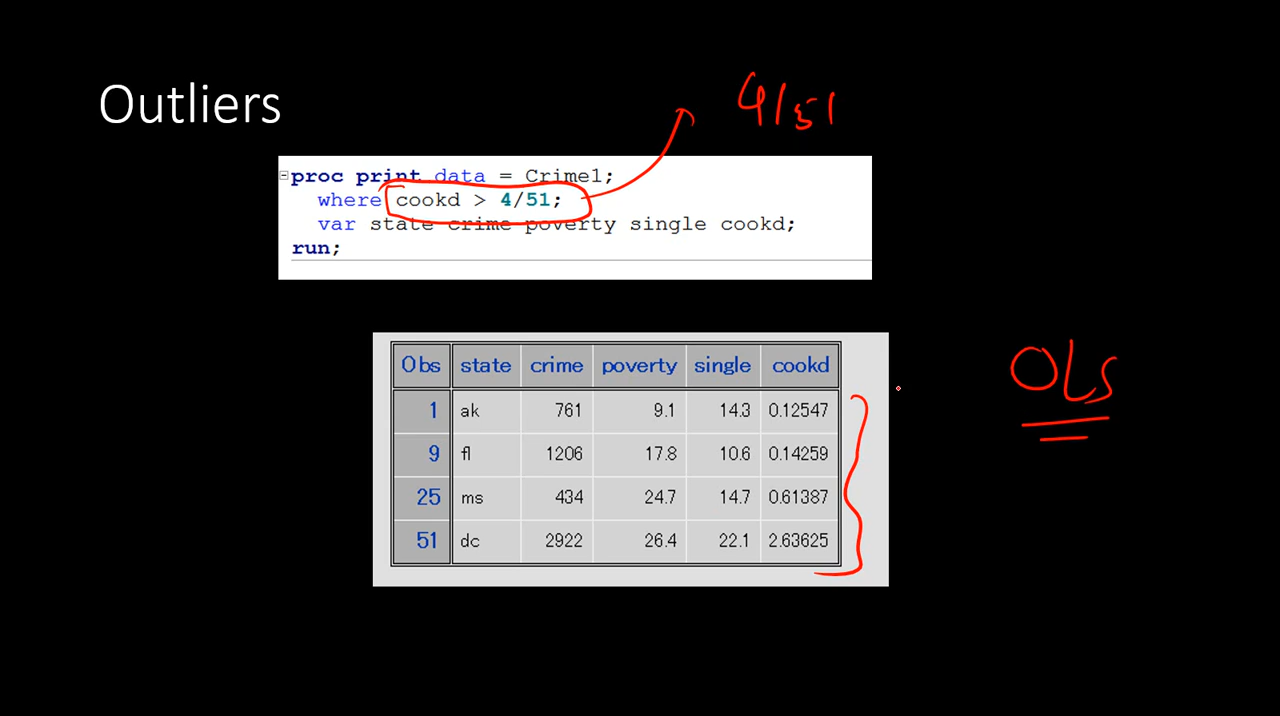 Outliers
4/51
proc print data = Crime1;
where cookd > 4/51;
var state crime poverty single cookd;
run;
Obs state crime poverty single cookd
1 ak 761 9.1 14.3 0.12547
9 fl 1206 17.8 10.6 0.14259
25 ms 434 24.7 14.7 0.61387
51 dc 2922 26.4 22.1 2.63625
OLS